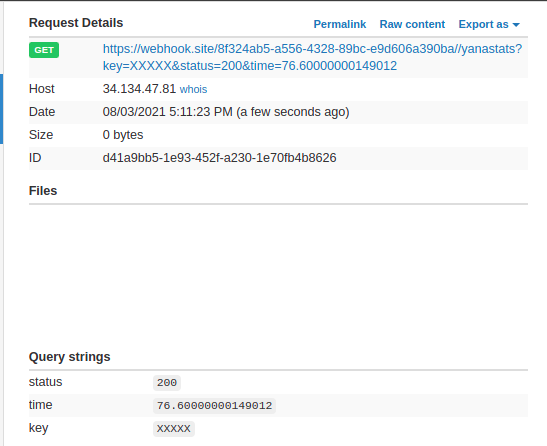 Request Details Permalink Raw content Export as
GET https://webhook.site/8f324ab5-a556-4328-89bc-e9d606a390ba//yanastats?
key=XXXXX&status=200&time=76.60000000149012
Host 34.134.47.81 whois
Date 08/03/2021 5:11:23 PM (a few seconds ago)
Size 0 bytes
ID d41a9bb5-1e93-452f-a230-1e70fb4b8626
Files
Query strings
status 200
time 76.60000000149012
key XXXXX